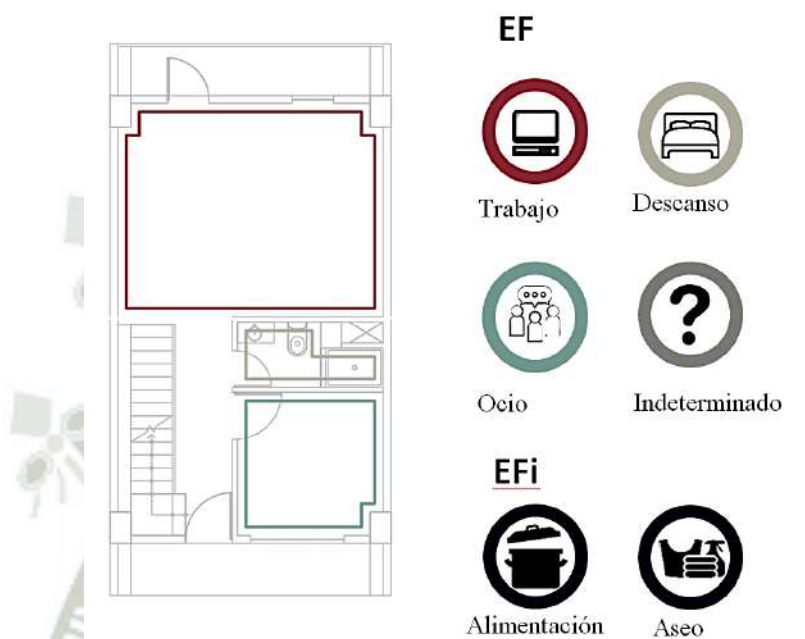 EF
Trabajo
Descanso
Ocio
Indeterminado
EFi
Alimentación
Aseo